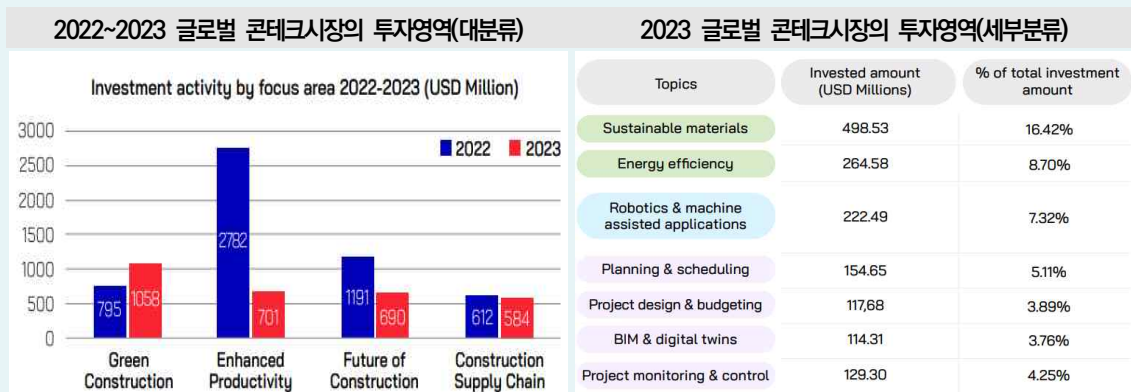 2022~2023 글로벌 콘테크시장의 투자영역(대분류)
Investment activity by focus area 2022-2023 (USD Million)
2022 2023
3000
2500
2000
1500
1000
500
0
795 1058
2782 701
1191 690
612 584
Green
Construction
Enhanced
Productivity
Future of
Construction
Construction
Supply Chain
2023 글로벌 콘테크시장의 투자영역(세부분류)
Topics
Invested amount
(USD Millions)
% of total investment
amount
Sustainable materials 498.53 16.42%
Energy efficiency 264.58 8.70%
Robotics & machine
assisted applications 222.49 7.32%
Planning & scheduling 154.65 5.11%
Project design & budgeting 117,68 3.89%
BIM & digital twins 114.31 3.76%
Project monitoring & control 129.30 4.25%